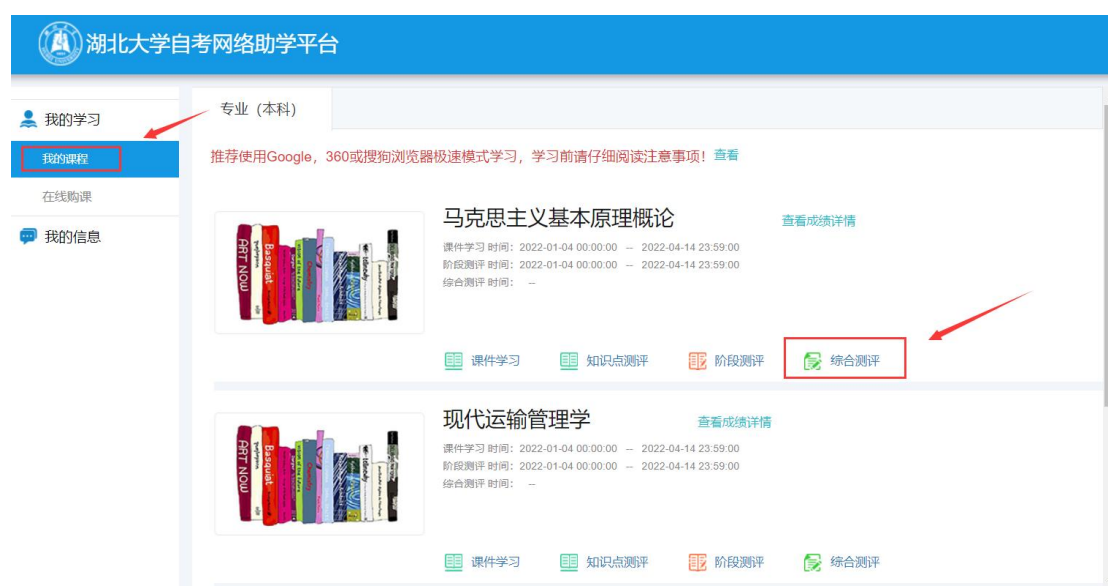 湖北大学自考网络助学平台
我的学习
我的课程
在线购课
我的信息
专业（本科）
推荐使用Google，360或搜狗浏览器极速模式学习，学习前请仔细阅读注意事项！查看
ART NOW
Basquiat
马克思主义基本原理概论 查看成绩详情
课件学习 时间： 2022-01-04 00:00:00 -- 2022-04-14 23:59:00
阶段测评 时间： 2022-01-04 00:00:00 -- 2022-04-14 23:59:00
综合测评 时间： --
课件学习 知识点测评 阶段测评 综合测评
ART NOW
Basquiat
现代运输管理学 查看成绩详情
课件学习 时间： 2022-01-04 00:00:00 -- 2022-04-14 23:59:00
阶段测评 时间： 2022-01-04 00:00:00 -- 2022-04-14 23:59:00
综合测评 时间： --
课件学习 知识点测评 阶段测评 综合测评